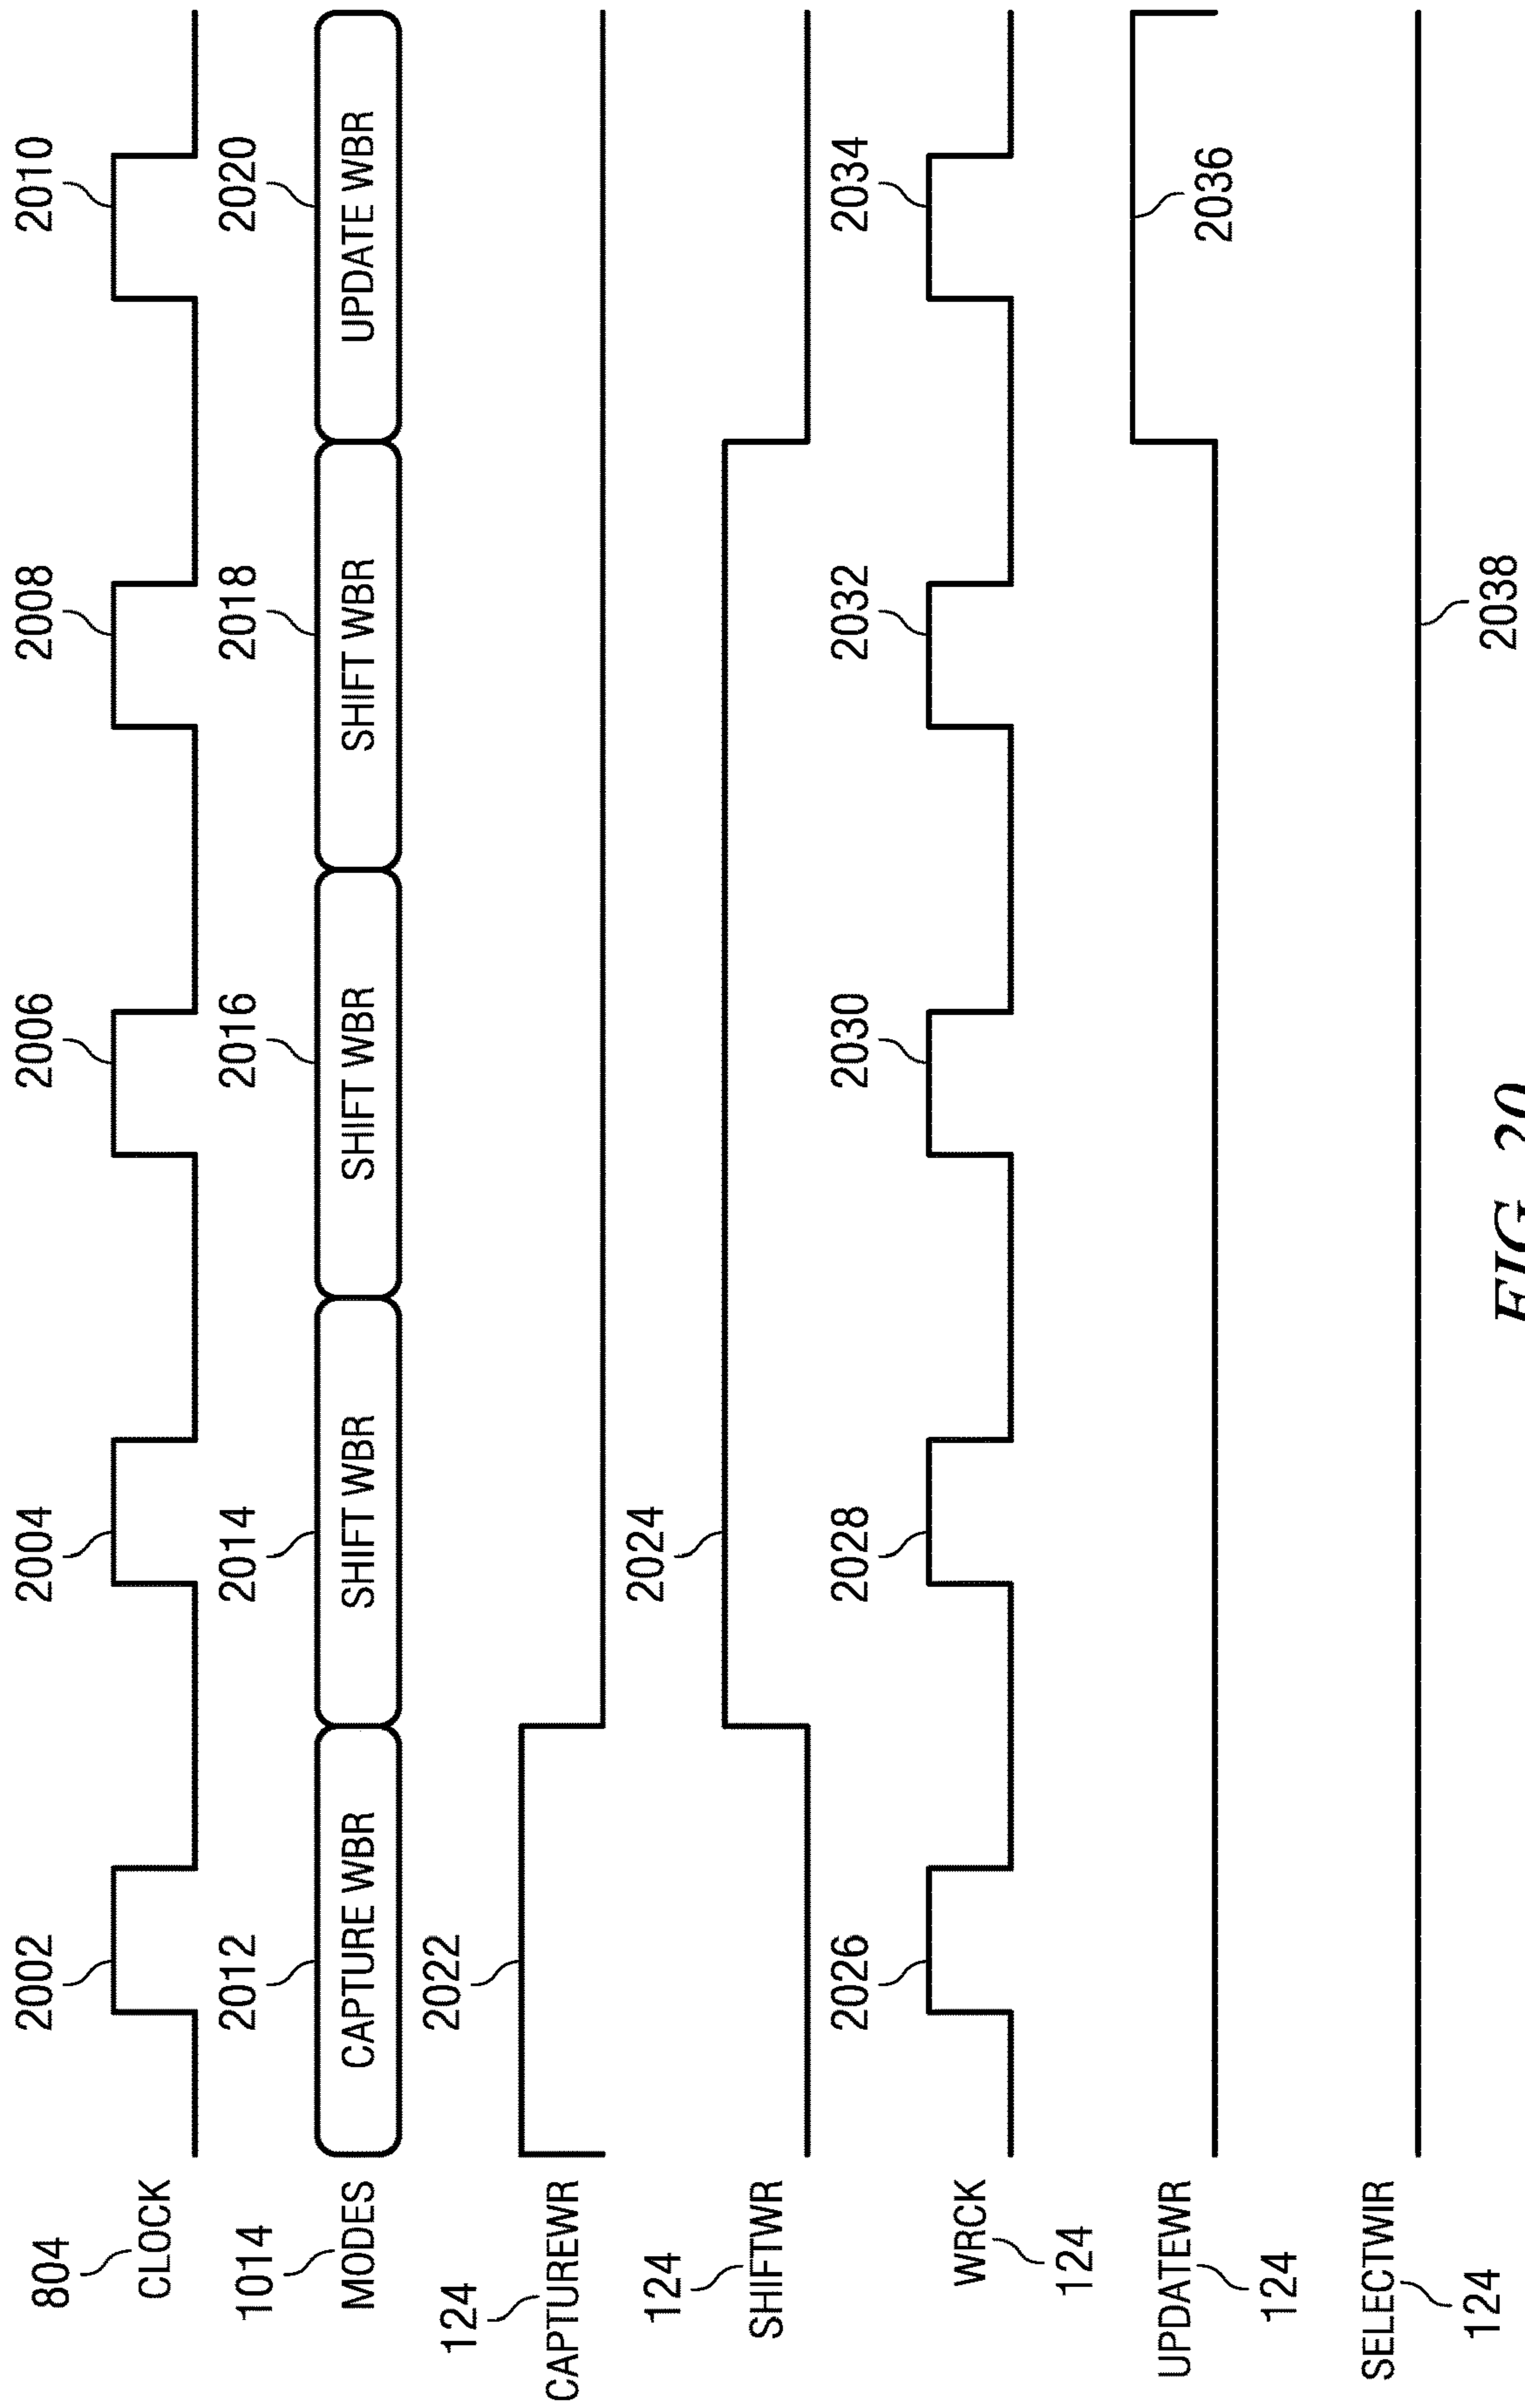 804 2002 2004 2006 2008 2010
CLOCK
1014 2012 2014 2016 2018 2020
MODES CAPTURE WBR SHIFT WBR SHIFT WBR SHIFT WBR UPDATE WBR
124 2022
CAPTUREWR
124 2024
SHIFTWR
2026 2028 2030 2032 2034
WRCK
124
UPDATEWR 2036
124
SELECTWIR
124 2038
FIG. 20